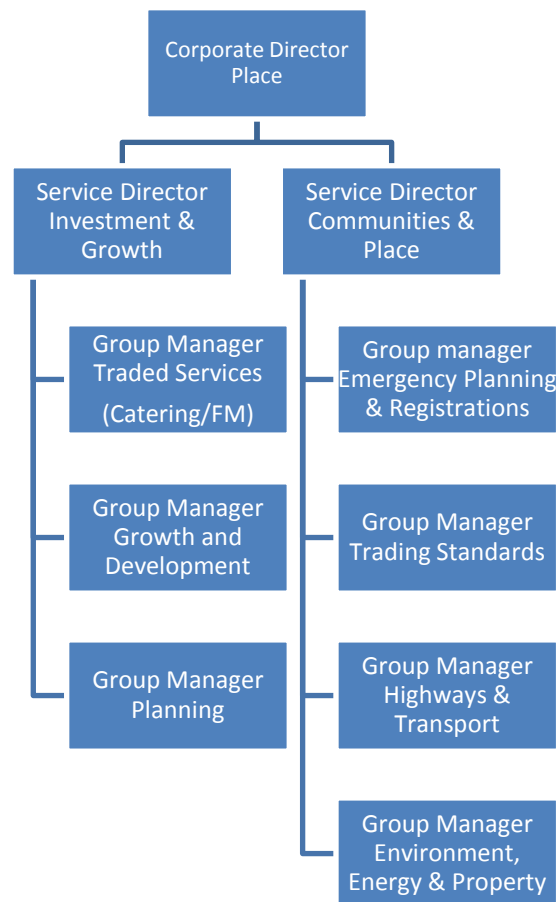 Corporate Director
Place
Service Director
Investment &
Growth
Service Director
Communities &
Place
Group Manager
Traded Services
(Catering/FM)
Group manager
Emergency Planning
& Registrations
Group Manager
Growth and
Development
Group Manager
Trading Standards
Group Manager
Planning
Group Manager
Highways &
Transport
Group Manager
Environment,
Energy & Property